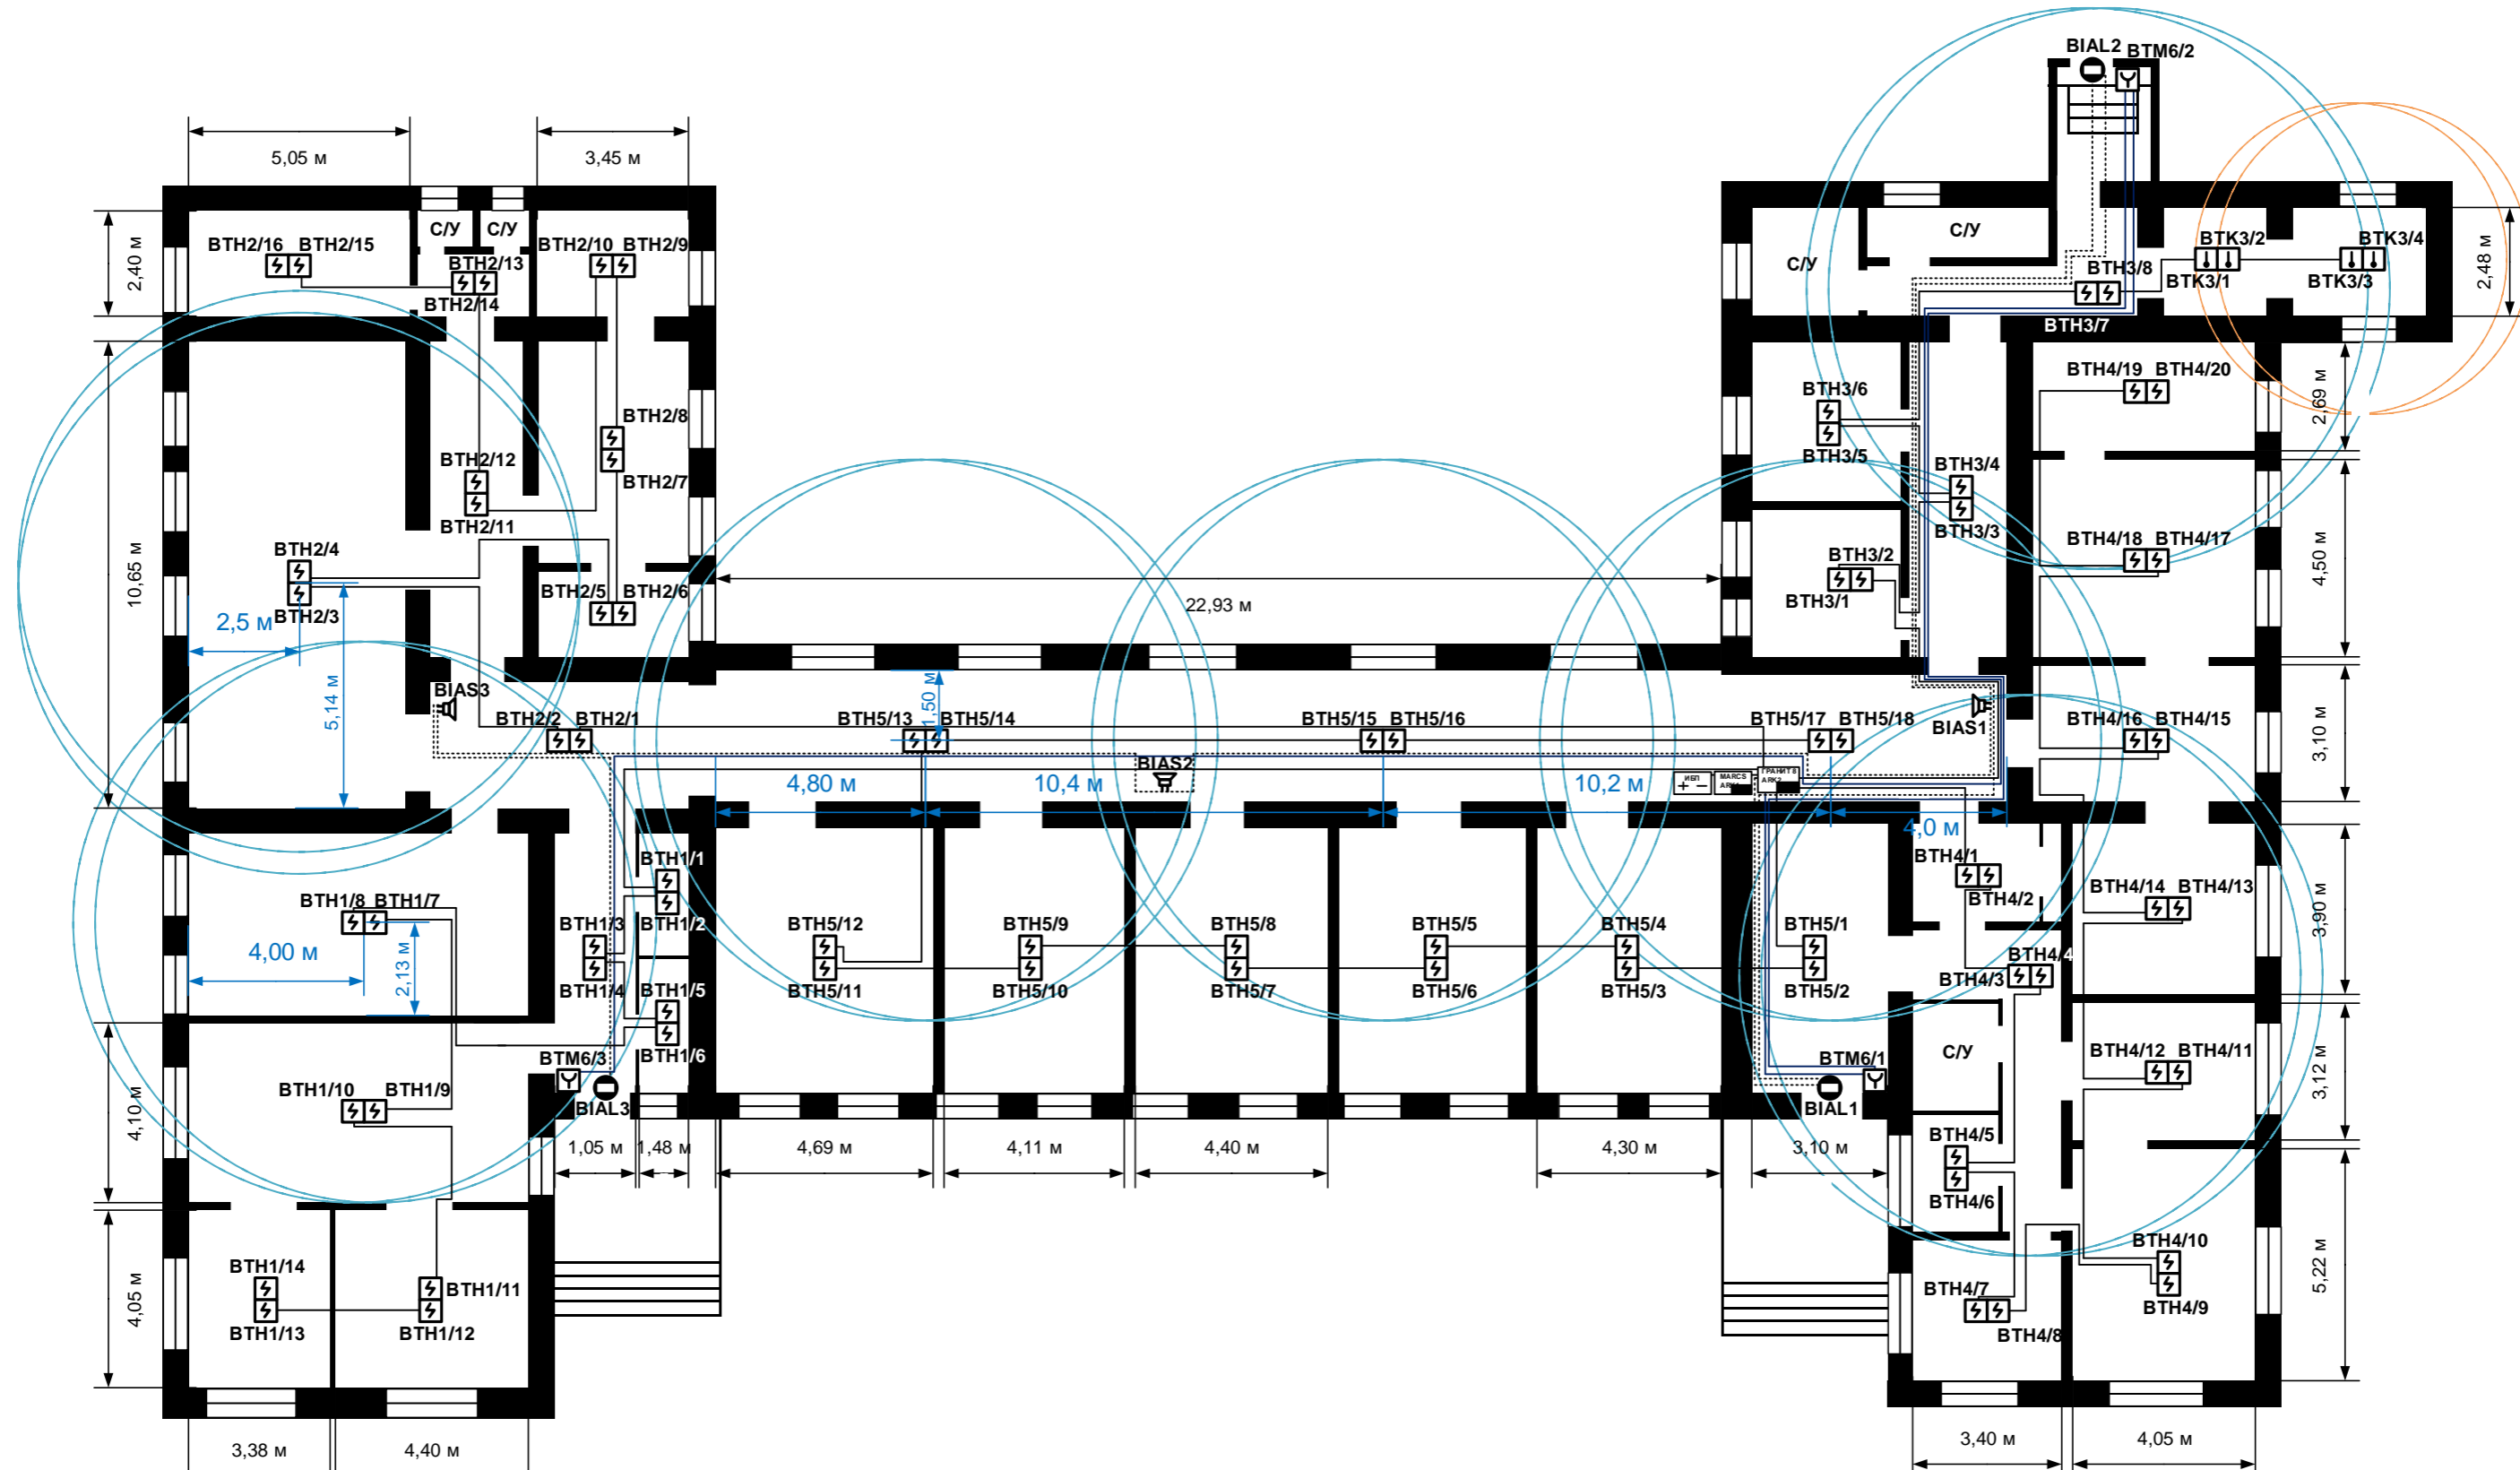 BIAL2 BTM6/2
5,05 м
3,45 м
2,40 м
BTH2/16 BTH2/15
С/У
С/У
BTH2/13
BTH2/14
BTH2/10 BTH2/9
С/У
С/У
BTH3/8
BTK3/2
BTK3/1
BTK3/4
BTK3/3
2,48 м
BTH3/7
BTH4/19 BTH4/20
2,69 м
BTH3/6
BTH3/5
BTH2/8
BTH2/7
BTH2/12
BTH2/11
BTH3/4
BTH3/3
BTH4/18 BTH4/17
4,50 м
10,65 м
BTH2/4
BTH2/3
2,5 м
5,14 м
BTH2/5 BTH2/6
22,93 м
BTH3/2
BTH3/1
BIAS3
BTH2/2 BTH2/1
BTH5/13
1,50 м
BTH5/14
BTH5/15 BTH5/16
BTH5/17 BTH5/18
BIAS1
BTH4/16 BTH4/15
3,10 м
BIAS2
4,80 м
10,4 м
10,2 м
4,0 м
ИБП
+ −
MARCS
ГРАНИТ8
ARK2
BTH1/1
BTH1/2
BTH4/1
BTH4/2
BTH1/8 BTH1/7
4,00 м
2,13 м
BTH1/3
BTH1/4
BTH5/12
BTH5/11
BTH5/9
BTH5/10
BTH5/8
BTH5/7
BTH5/5
BTH5/6
BTH5/4
BTH5/3
BTH5/1
BTH5/2
BTH4/14 BTH4/13
3,90 м
BTH4/4
BTH4/3
BTH1/5
BTH1/6
BTM6/3
BIAL3
BTM6/1
BIAL1
С/У
BTH4/12 BTH4/11
3,12 м
BTH1/10 BTH1/9
4,10 м
1,05 м
1,48 м
4,69 м
4,11 м
4,40 м
4,30 м
3,10 м
BTH4/5
BTH4/6
BTH4/10
BTH4/9
5,22 м
BTH1/14
BTH1/13
BTH1/11
BTH1/12
4,05 м
BTH4/7
BTH4/8
3,38 м
4,40 м
3,40 м
4,05 м